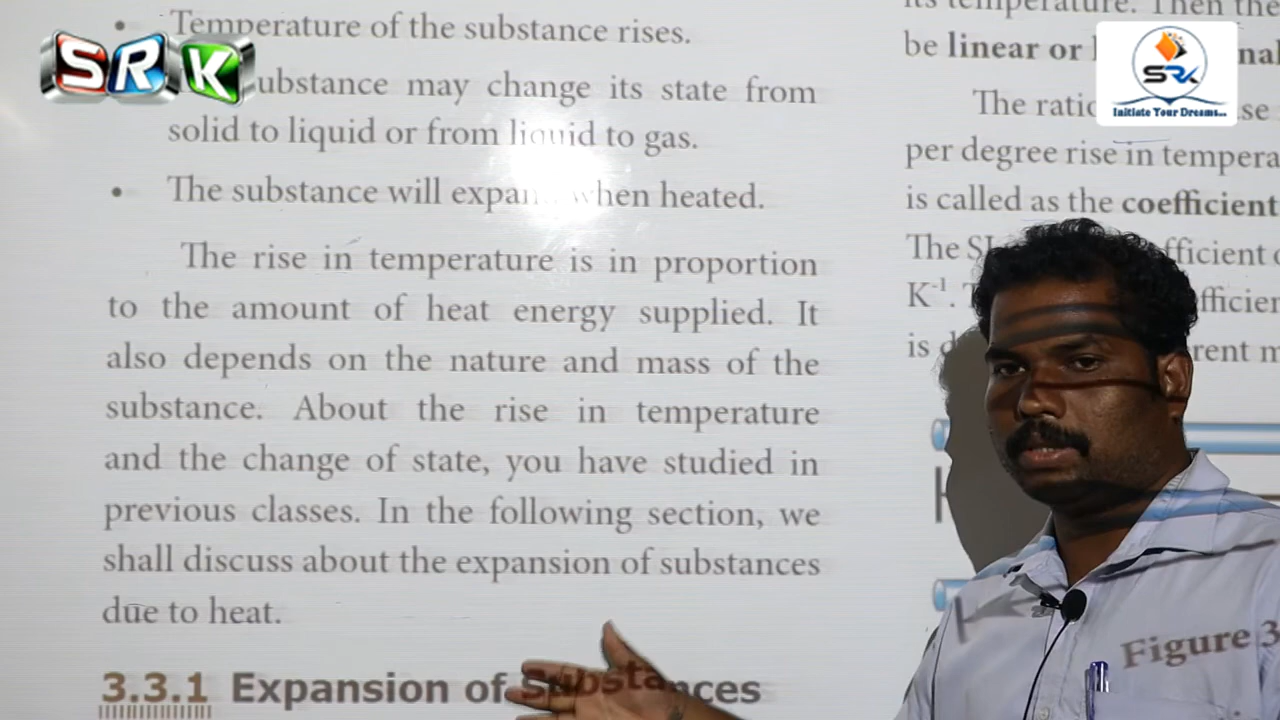 SRK
Temperature of the substance rises.
ubstance may change its state from
solid to liquid or from liquid to gas.
The substance will expan when heated.
The rise in temperature is in proportion
to the amount of heat energy supplied. It
also depends on the nature and mass of the
substance. About the rise in temperature
and the change of state, you have studied in
previous classes. In the following section, we
shall discuss about the expansion of substances
due to heat.
3.3.1 Expansion of Substances
its temperature. Then the
be linear or
The ratio
per degree rise in tempera
is called as the coefficient
The SI
K⁻¹.
is
Figure 3
SRK
Initiate Your Dreams...